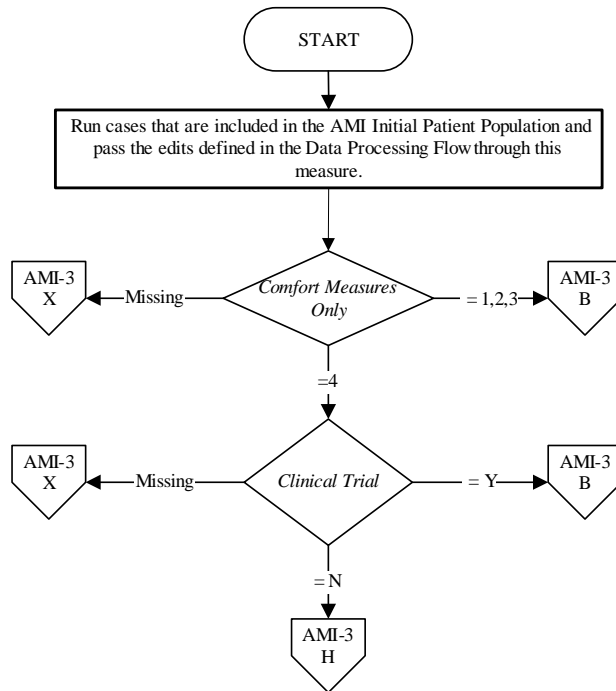 START
Run cases that are included in the AMI Initial Patient Population and
pass the edits defined in the Data Processing Flow through this
measure.
AMI-3
X
Missing
Comfort Measures
Only
= 1,2,3
AMI-3
B
=4
AMI-3
X
Missing
Clinical Trial
= Y
AMI-3
B
= N
AMI-3
H